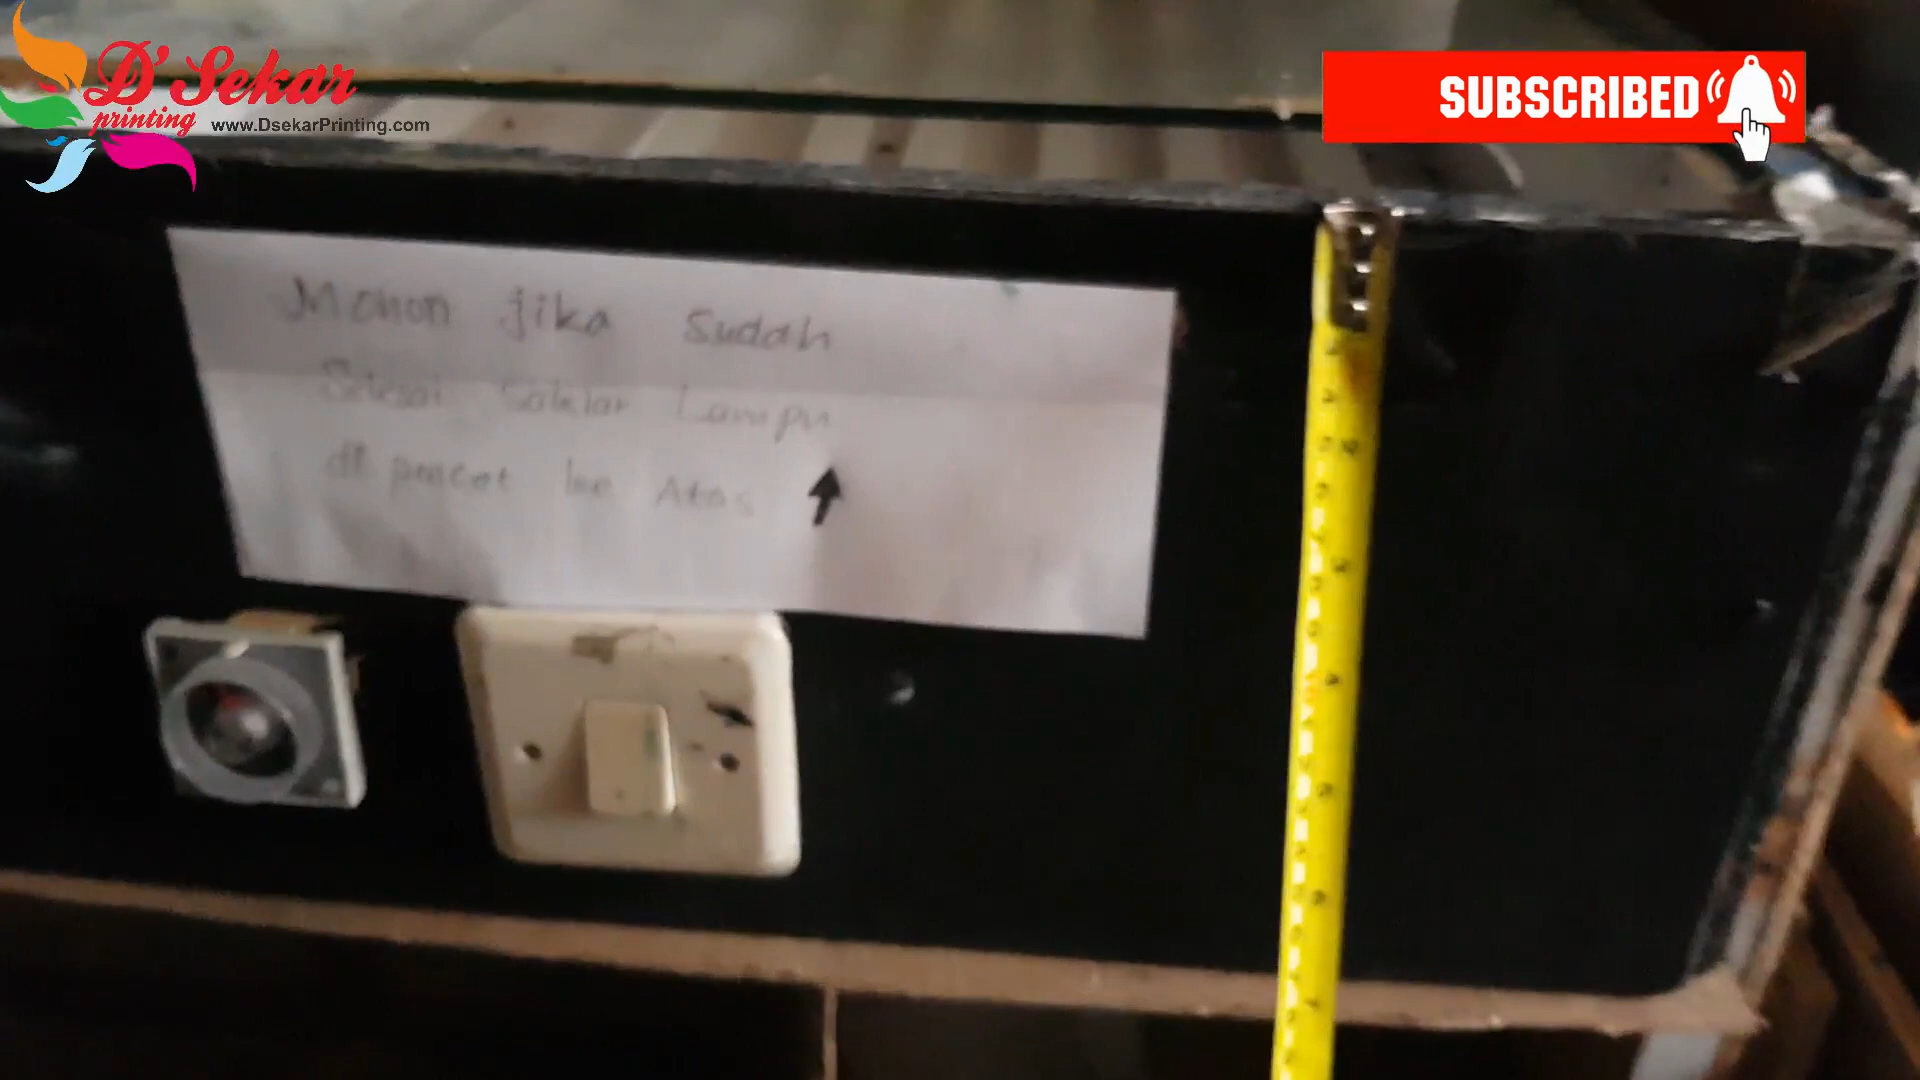 D'Sekar
printing
www.DsekarPrinting.com
SUBSCRIBED
Mohon jika sudah
Selesai Saklar Lampu
di pencet ke Atas